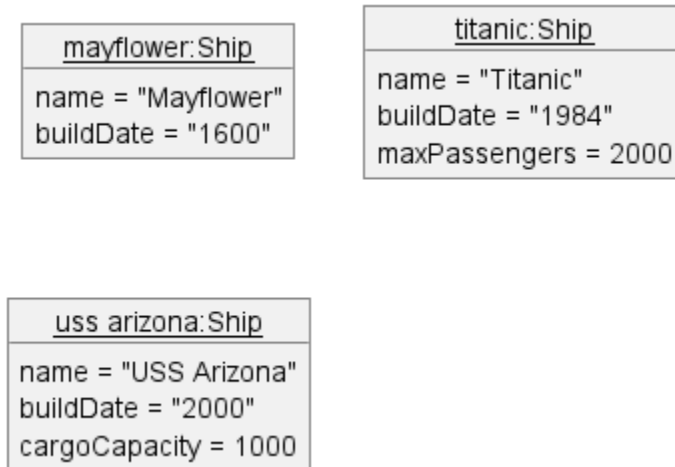 mayflower:Ship
name = "Mayflower"
buildDate = "1600"
titanic:Ship
name = "Titanic"
buildDate = "1984"
maxPassengers = 2000
uss arizona:Ship
name = "USS Arizona"
buildDate = "2000"
cargoCapacity = 1000